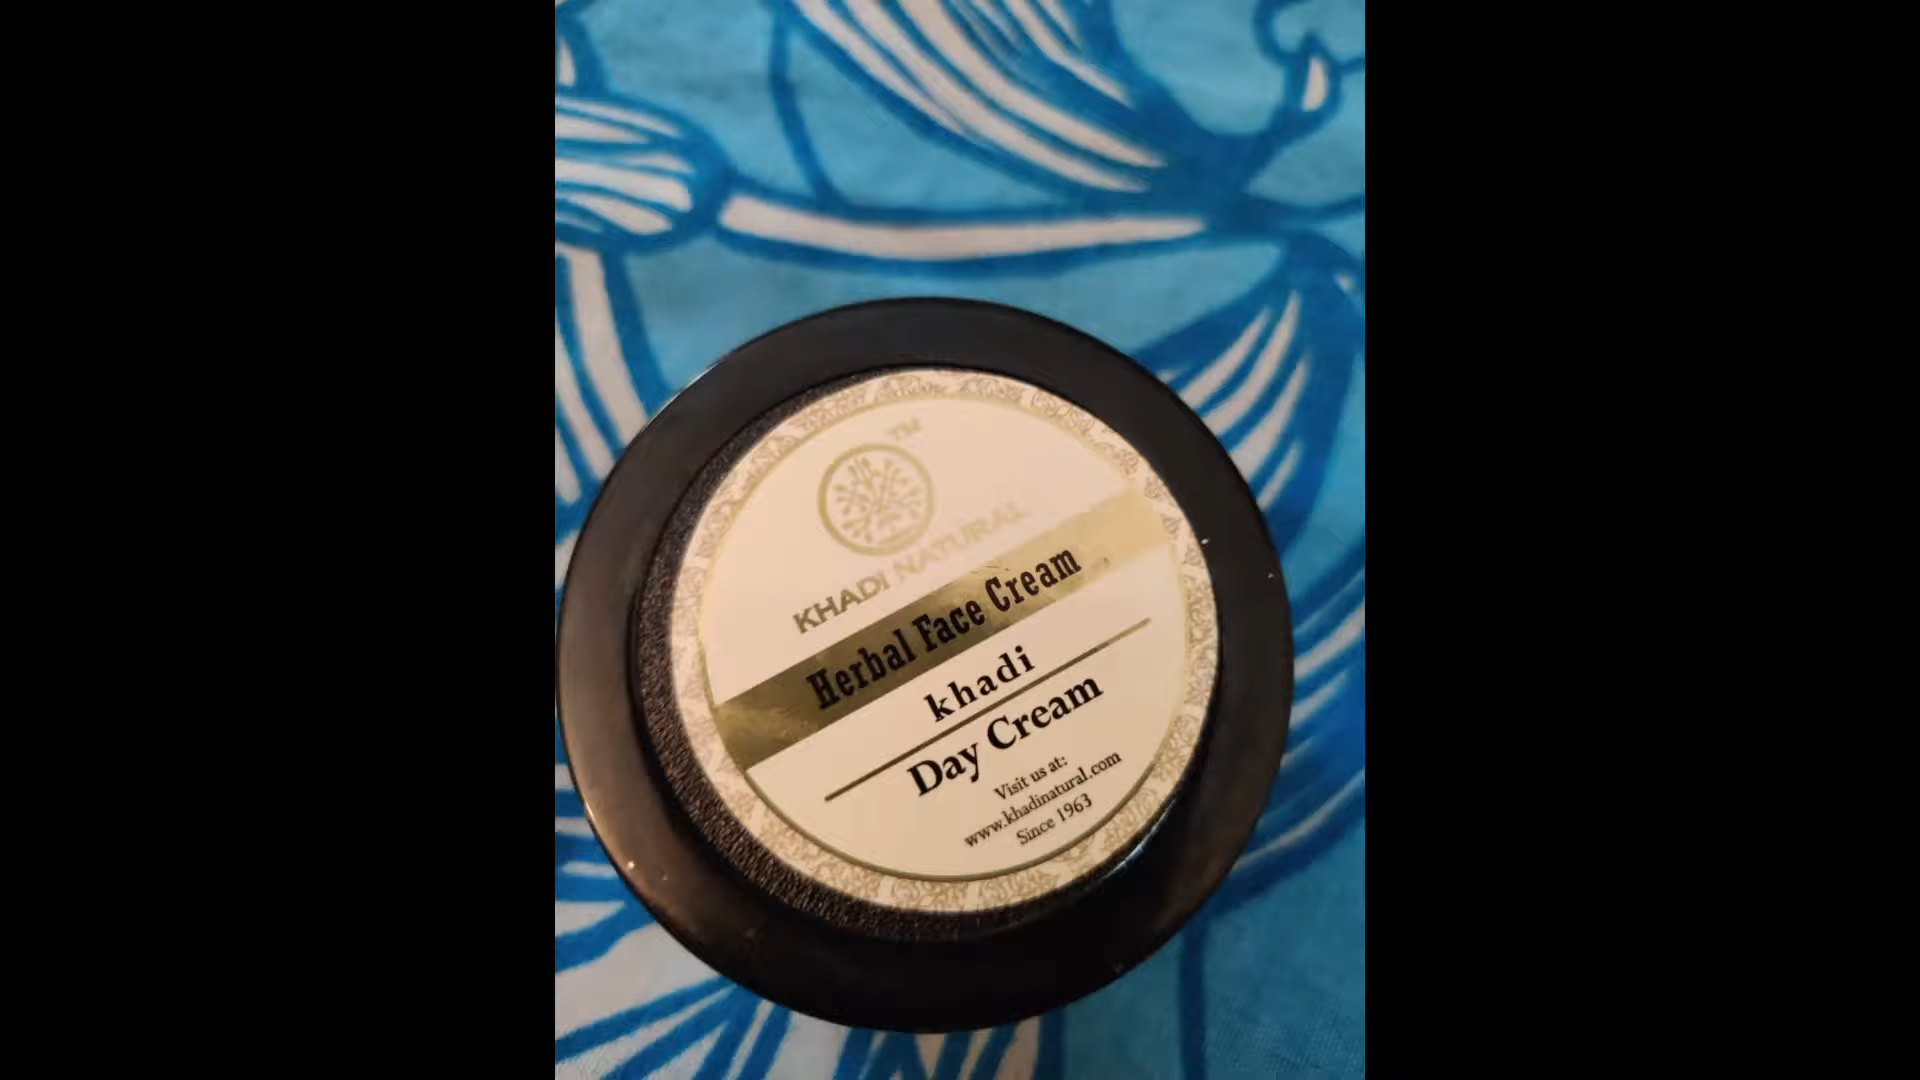 TM
KHADI NATURAL
Herbal Face Cream
khadi
Day Cream
Visit us at:
www.khadinatural.com
Since 1963